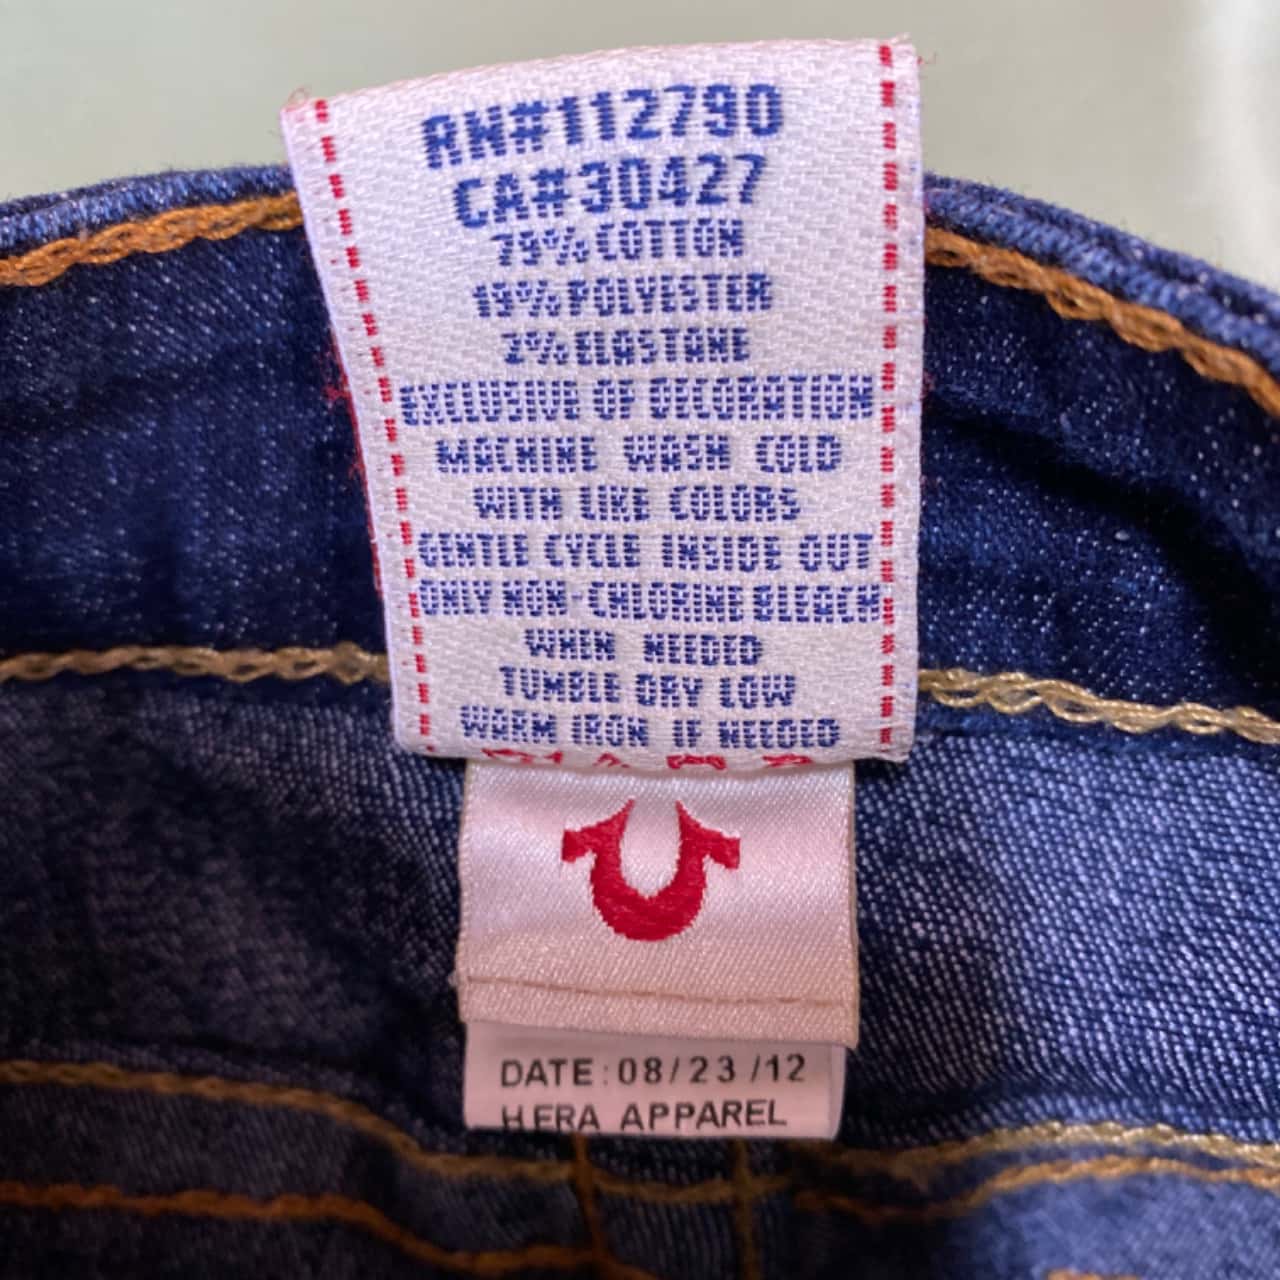 RN#112790
CA#30427
79% COTTON
19% POLYESTER
2% ELASTANE
EXCLUSIVE OF DECORATION
MACHINE WASH COLD
WITH LIKE COLORS
GENTLE CYCLE INSIDE OUT
ONLY NON-CHLORINE BLEACH
WHEN NEEDED
TUMBLE DRY LOW
WARM IRON IF NEEDED
DATE:08/23/12
HERA APPAREL